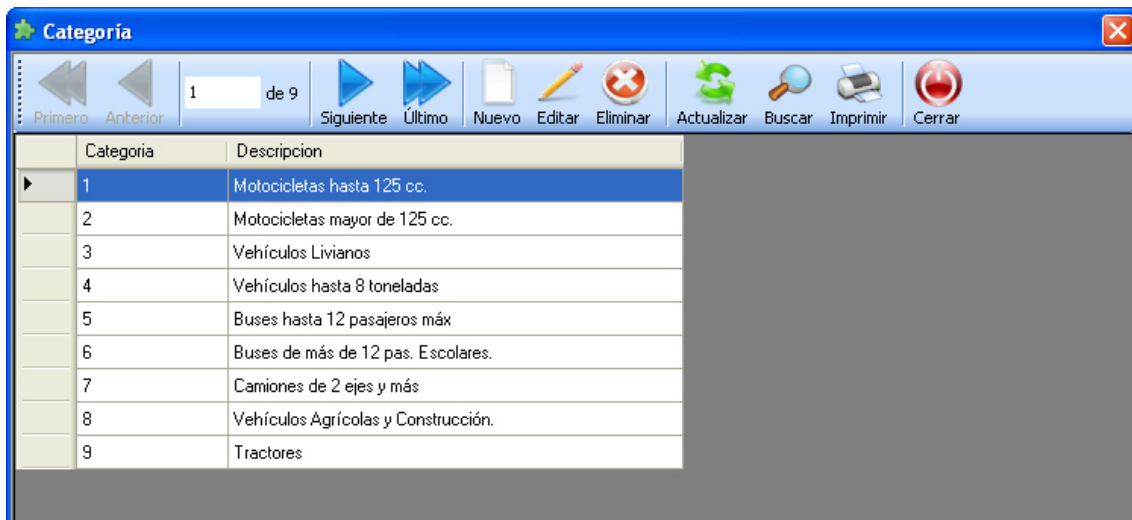 Categoría
Primero Anterior 1 de 9 Siguiente Último Nuevo Editar Eliminar Actualizar Buscar Imprimir Cerrar
Categoria Descripcion
1 Motocicletas hasta 125 cc.
2 Motocicletas mayor de 125 cc.
3 Vehículos Livianos
4 Vehículos hasta 8 toneladas
5 Buses hasta 12 pasajeros máx
6 Buses de más de 12 pas. Escolares.
7 Camiones de 2 ejes y más
8 Vehículos Agrícolas y Construcción.
9 Tractores